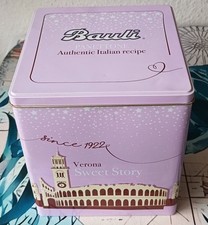 Bauli
Authentic Italian recipe
since 1922
Verona
Sweet Story